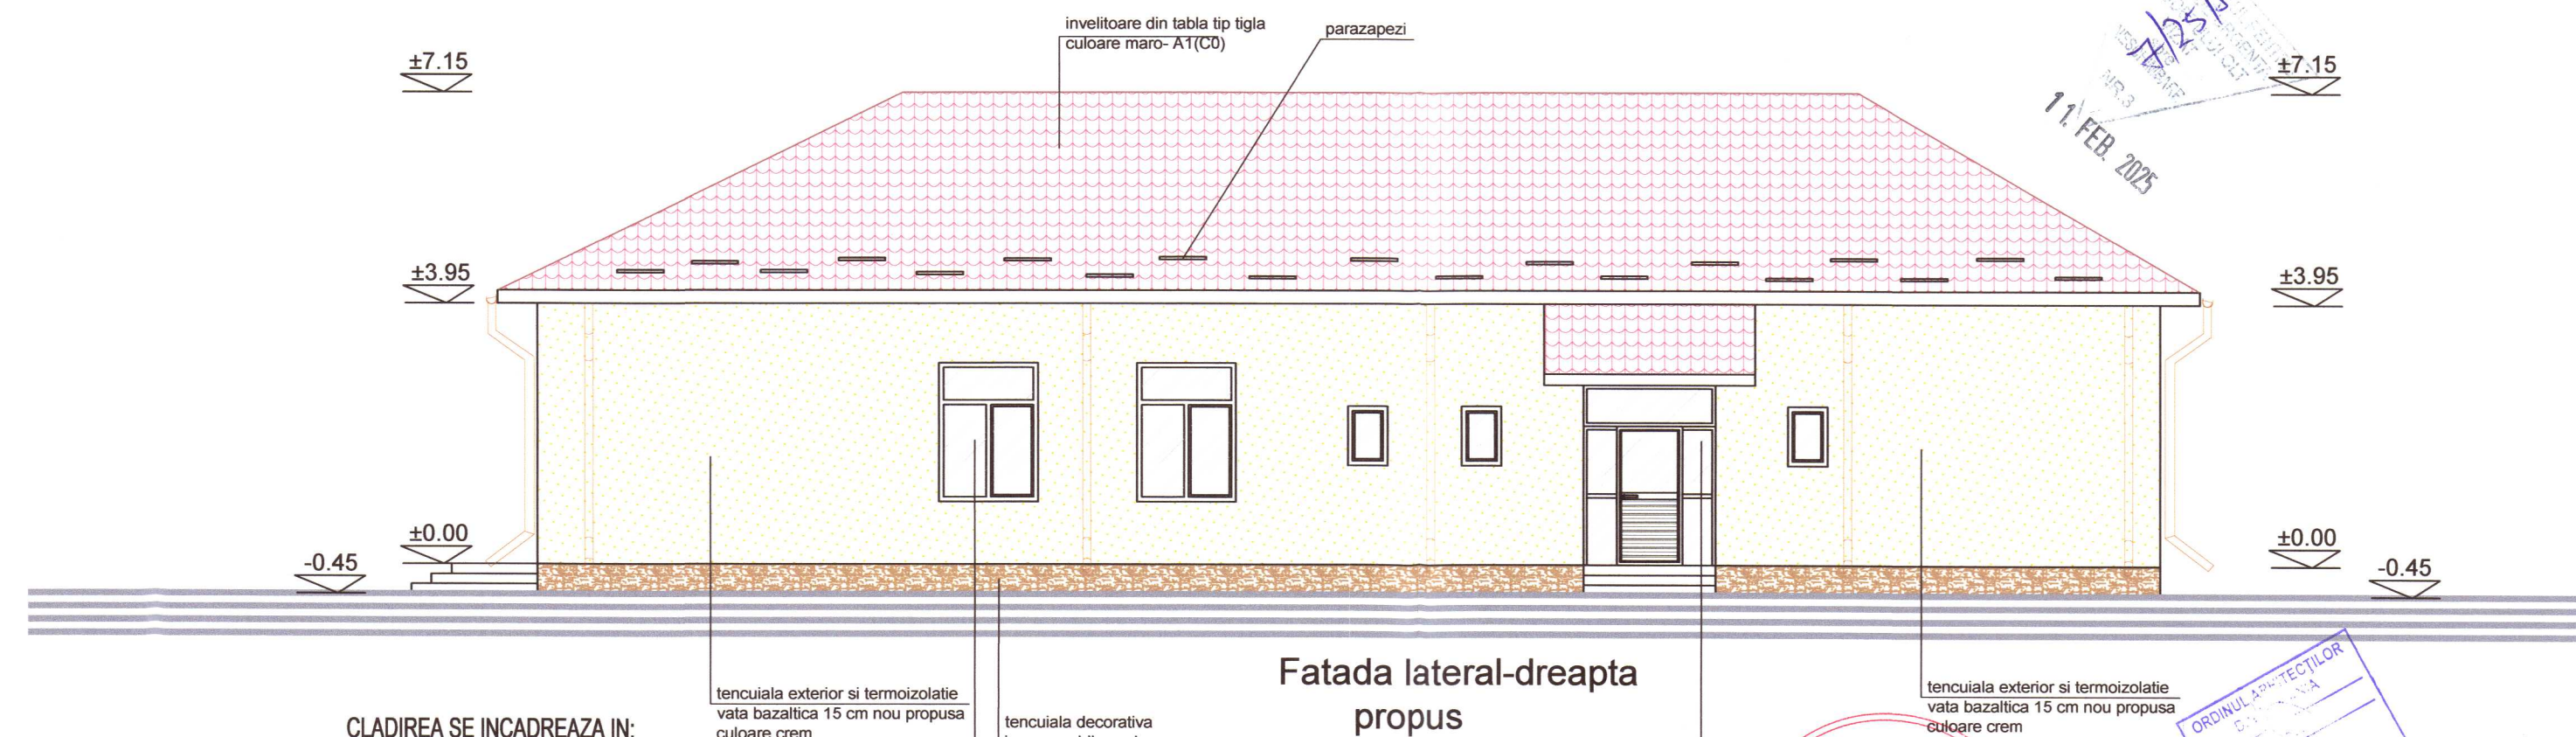 invelitoare din tabla tip tigla
culoare maro- A1(C0)
parazapezi
±7.15
±7.15
NR.3
11. FEB. 2025
±3.95
±3.95
±0.00
±0.00
-0.45
-0.45
Fatada lateral-dreapta
propus
tencuiala exterior si termoizolatie
vata bazaltica 15 cm nou propusa
culoare crem
tencuiala decorativa
tencuiala exterior si termoizolatie
vata bazaltica 15 cm nou propusa
culoare crem
CLADIREA SE INCADREAZA IN:
ORDINUL ARHITECȚILOR